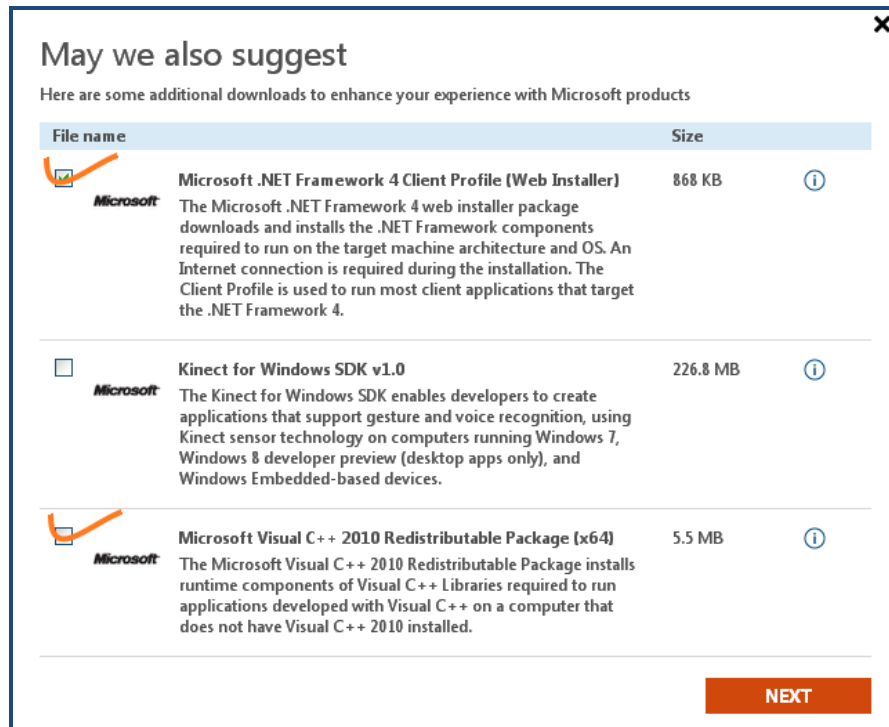 May we also suggest
Here are some additional downloads to enhance your experience with Microsoft products
File name Size
Microsoft Microsoft .NET Framework 4 Client Profile (Web Installer) 868 KB
The Microsoft .NET Framework 4 web installer package
downloads and installs the .NET Framework components
required to run on the target machine architecture and OS. An
Internet connection is required during the installation. The
Client Profile is used to run most client applications that target
the .NET Framework 4.
Kinect for Windows SDK v1.0 226.8 MB
Microsoft The Kinect for Windows SDK enables developers to create
applications that support gesture and voice recognition, using
Kinect sensor technology on computers running Windows 7,
Windows 8 developer preview (desktop apps only), and
Windows Embedded-based devices.
Microsoft Visual C++ 2010 Redistributable Package (x64) 5.5 MB
Microsoft The Microsoft Visual C++ 2010 Redistributable Package installs
runtime components of Visual C++ Libraries required to run
applications developed with Visual C++ on a computer that
does not have Visual C++ 2010 installed.
NEXT